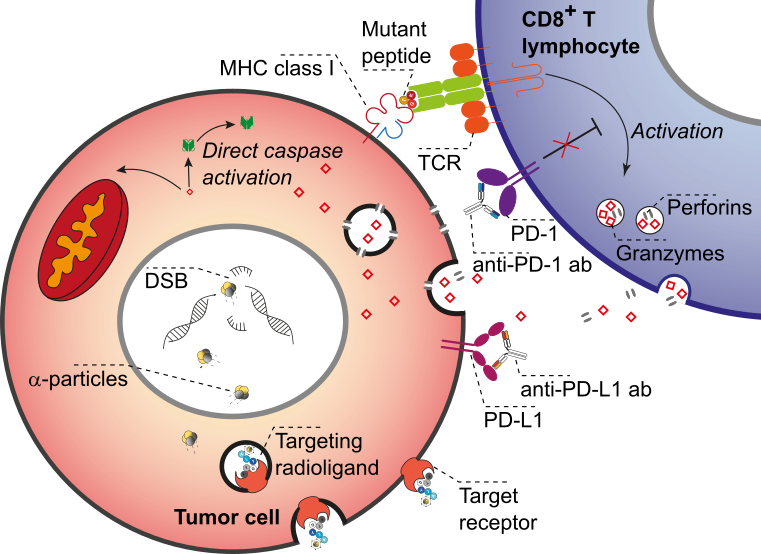 CD8⁺ T
lymphocyte
Mutant
peptide
MHC class I
Direct caspase
activation
TCR
Activation
Perforins
PD-1
Granzymes
anti-PD-1 ab
DSB
α-particles
anti-PD-L1 ab
PD-L1
Targeting
radioligand
Target
receptor
Tumor cell